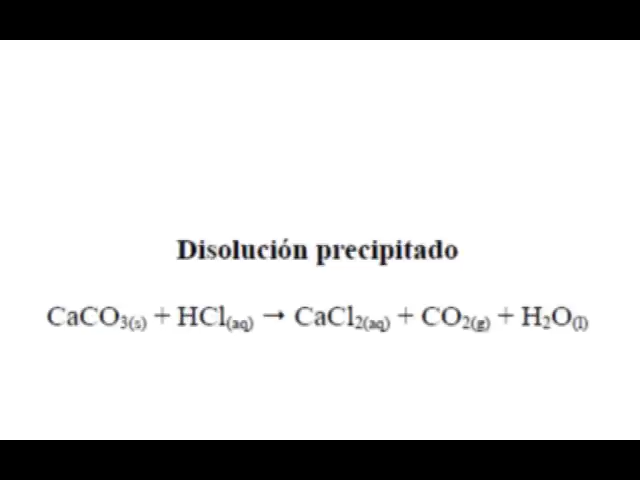 Disolución precipitado
CaCO₃₍ₛ₎ + HCl₍aq₎ → CaCl₂₍aq₎ + CO₂₍g₎ + H₂O₍l₎